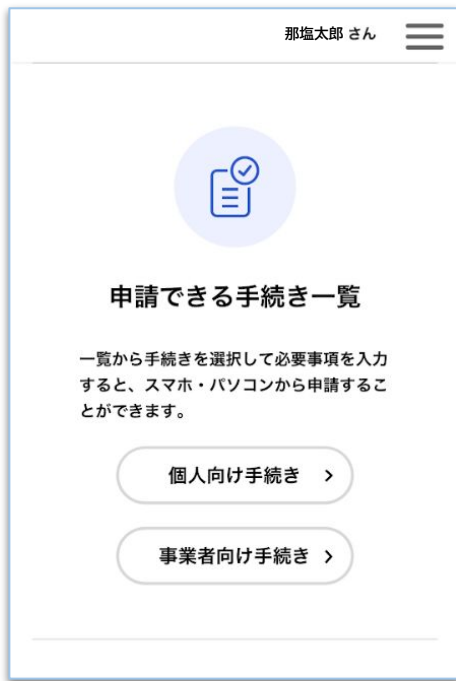 那塩太郎 さん
申請できる手続き一覧
一覧から手続きを選択して必要事項を入力
すると、スマホ・パソコンから申請するこ
とができます。
個人向け手続き
事業者向け手続き